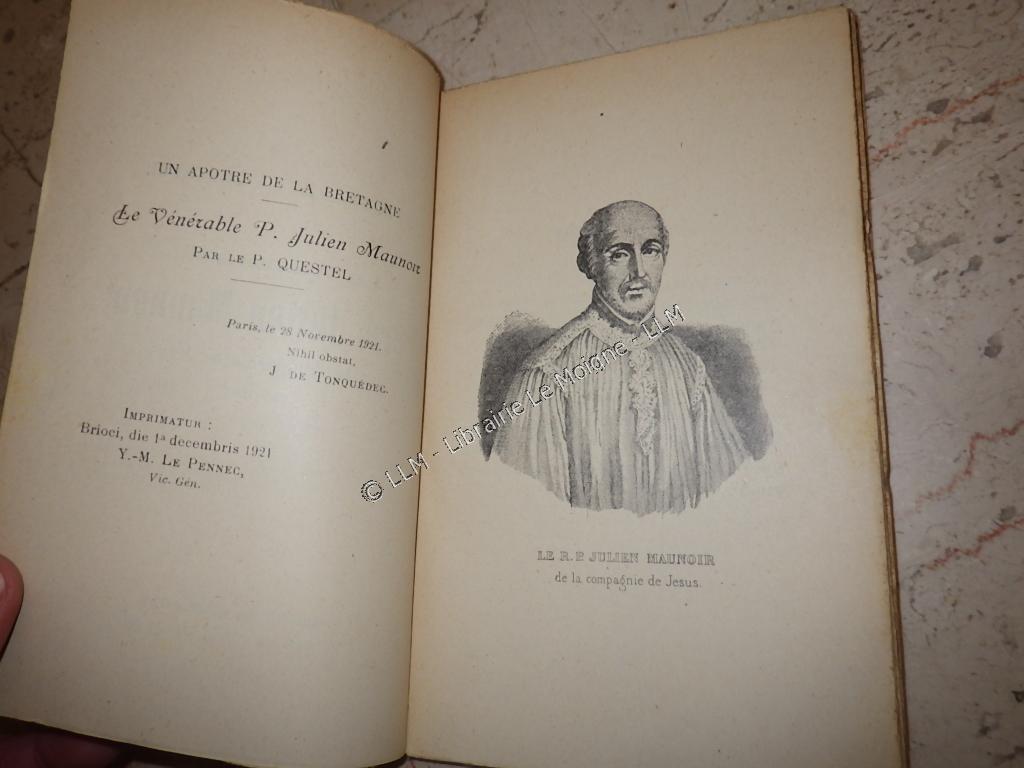 UN APOTRE DE LA BRETAGNE
Le Vénérable P. Julien Maunoir
PAR LE P. QUESTEL
Paris, le 28 Novembre 1921.
Nihil obstat,
J DE TONQUÉDEC.
IMPRIMATUR :
Brioci, die 1a decembris 1921
Y.-M. LE PENNEC,
Vic. Gén.
LE R. P. JULIEN MAUNOIR
de la compagnie de Jesus.
© LLM - Librairie Le Moigne - LLM